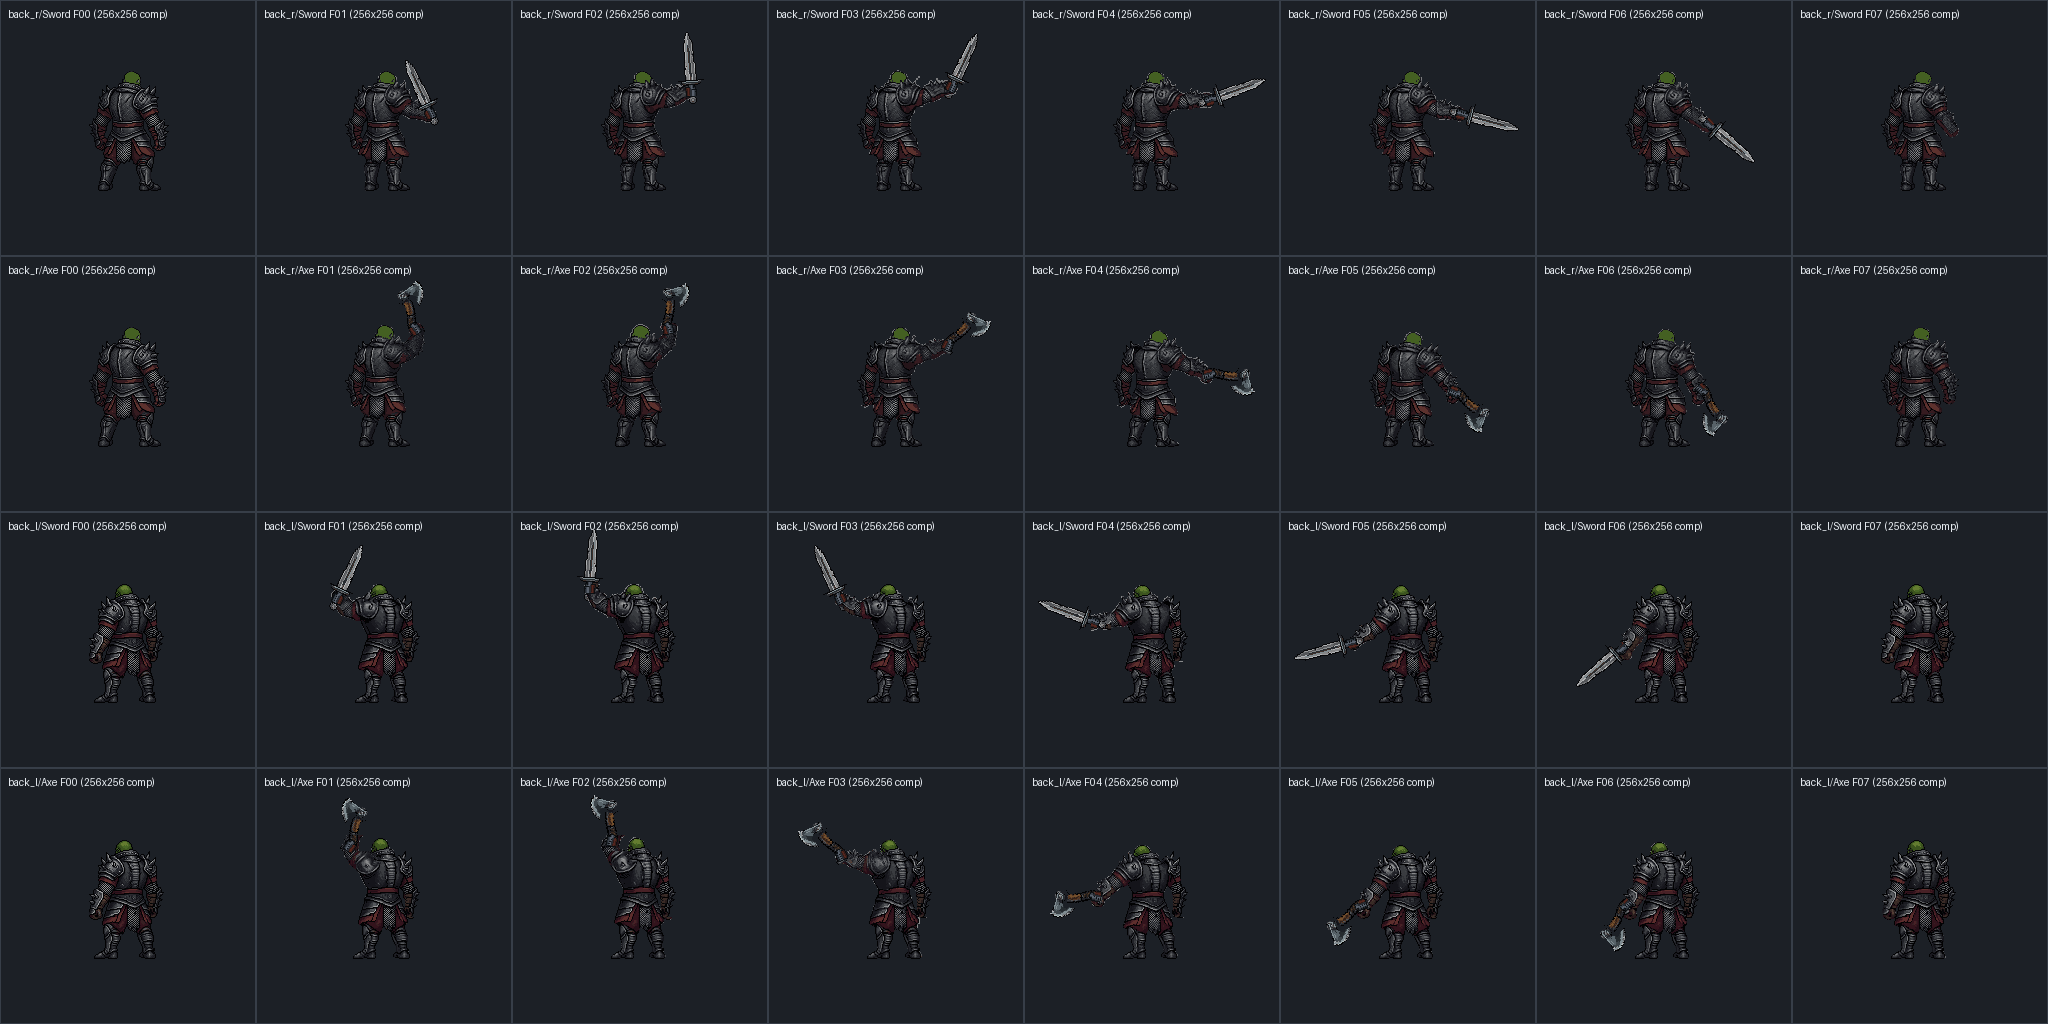 back_r/Sword F00 (256x256 comp)
back_r/Sword F01 (256x256 comp)
back_r/Sword F02 (256x256 comp)
back_r/Sword F03 (256x256 comp)
back_r/Sword F04 (256x256 comp)
back_r/Sword F05 (256x256 comp)
back_r/Sword F06 (256x256 comp)
back_r/Sword F07 (256x256 comp)
back_r/Axe F00 (256x256 comp)
back_r/Axe F01 (256x256 comp)
back_r/Axe F02 (256x256 comp)
back_r/Axe F03 (256x256 comp)
back_r/Axe F04 (256x256 comp)
back_r/Axe F05 (256x256 comp)
back_r/Axe F06 (256x256 comp)
back_r/Axe F07 (256x256 comp)
back_l/Sword F00 (256x256 comp)
back_l/Sword F01 (256x256 comp)
back_l/Sword F02 (256x256 comp)
back_l/Sword F03 (256x256 comp)
back_l/Sword F04 (256x256 comp)
back_l/Sword F05 (256x256 comp)
back_l/Sword F06 (256x256 comp)
back_l/Sword F07 (256x256 comp)
back_l/Axe F00 (256x256 comp)
back_l/Axe F01 (256x256 comp)
back_l/Axe F02 (256x256 comp)
back_l/Axe F03 (256x256 comp)
back_l/Axe F04 (256x256 comp)
back_l/Axe F05 (256x256 comp)
back_l/Axe F06 (256x256 comp)
back_l/Axe F07 (256x256 comp)